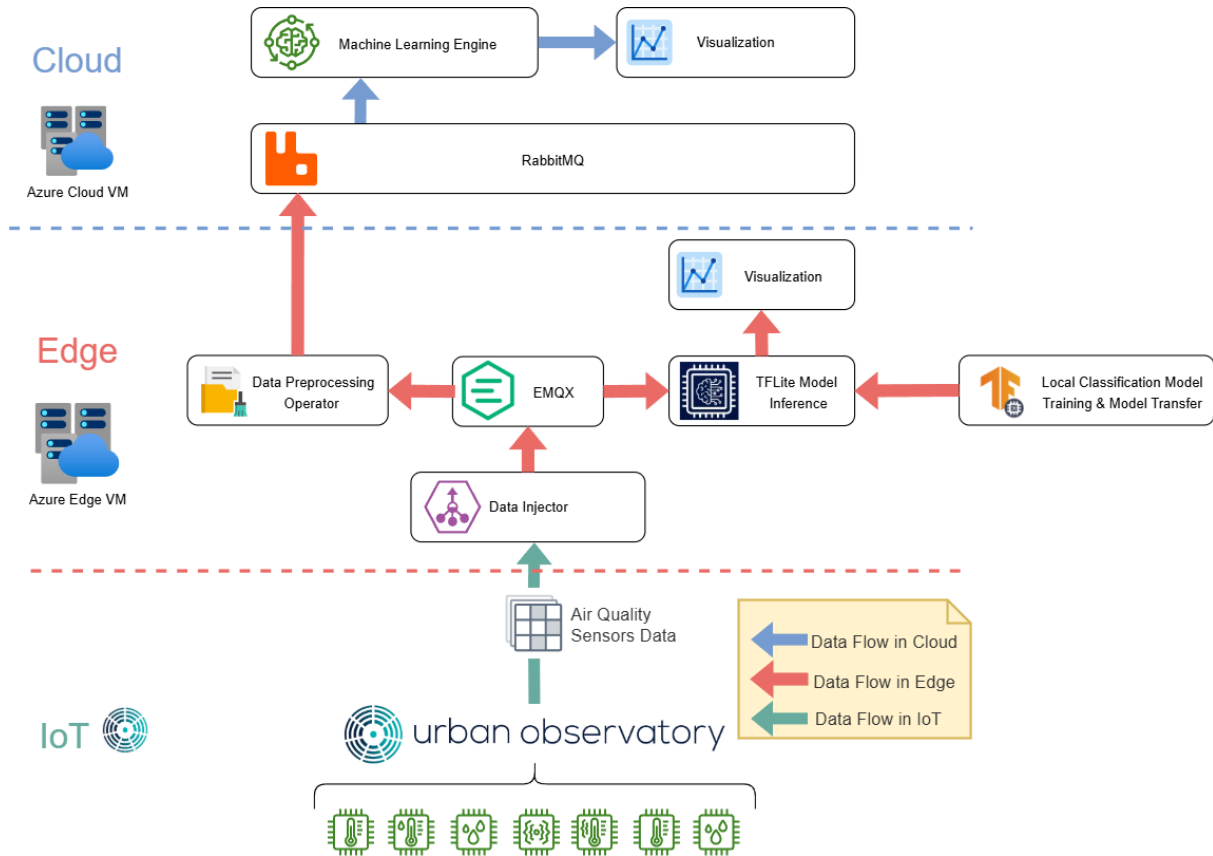 Machine Learning Engine
Visualization
Cloud
Azure Cloud VM
RabbitMQ
Visualization
Edge
Azure Edge VM
Data Preprocessing
Operator
EMQX
TFLite Model
Inference
Local Classification Model
Training & Model Transfer
Data Injector
Air Quality
Sensors Data
Data Flow in Cloud
Data Flow in Edge
Data Flow in IoT
IoT
urban observatory